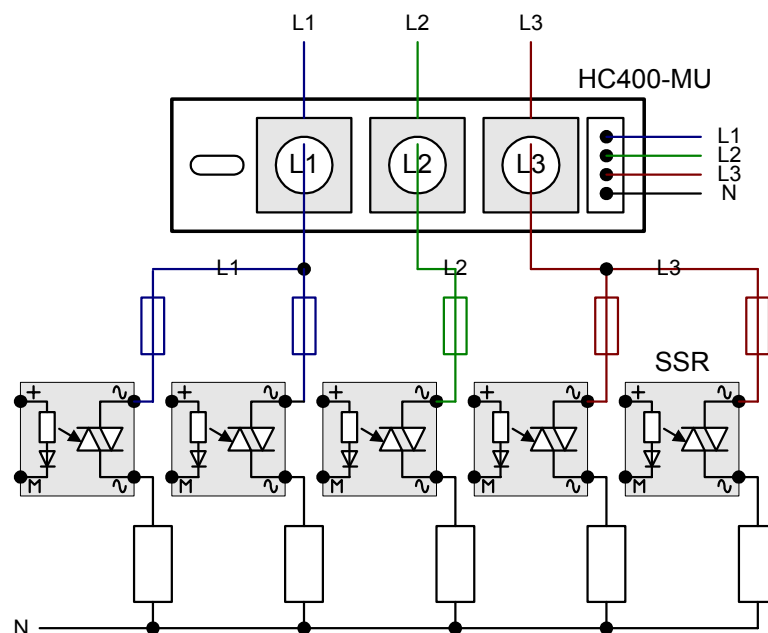 L1 L2 L3
HC400-MU
L1 L2 L3
L1
L2
L3
N
L1 L2 L3
SSR
+ + + + +
M M M M M
N